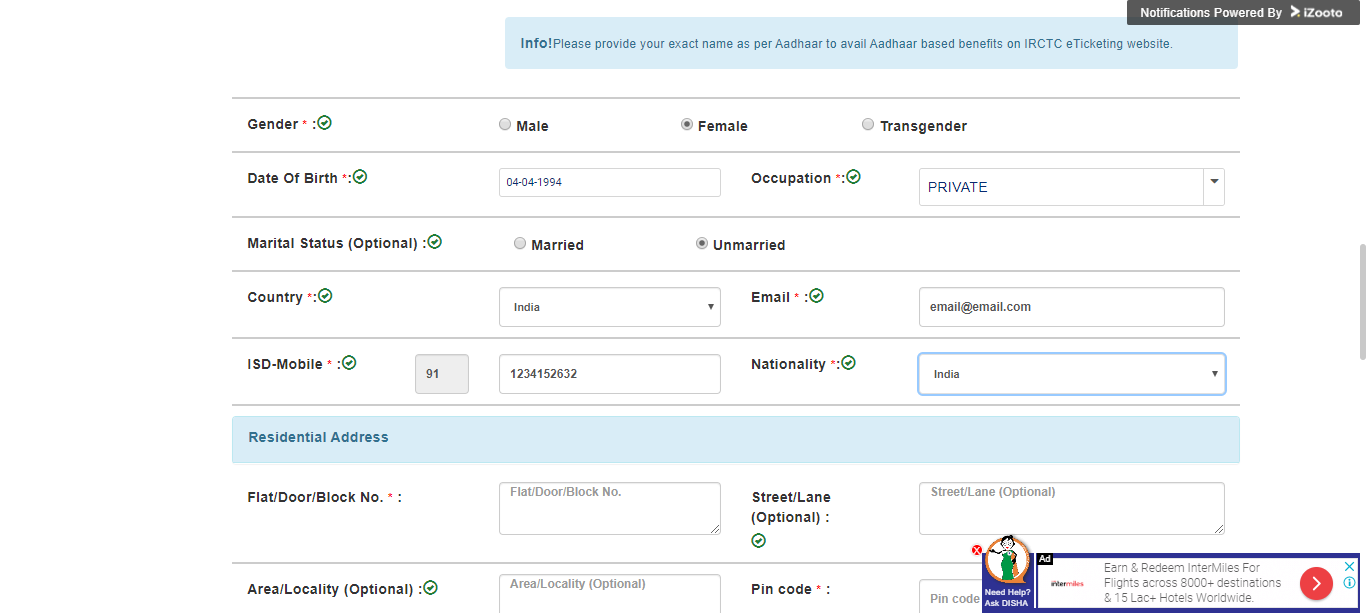 Notifications Powered By iZooto
Info!Please provide your exact name as per Aadhaar to avail Aadhaar based benefits on IRCTC eTicketing website.
Gender * :
Male
Female
Transgender
Date Of Birth *:
04-04-1994
Occupation *:
PRIVATE
Marital Status (Optional) :
Married
Unmarried
Country *:
India
Email * :
email@email.com
ISD-Mobile * :
91
1234152632
Nationality *:
India
Residential Address
Flat/Door/Block No. * :
Flat/Door/Block No.
Street/Lane
(Optional) :
Street/Lane (Optional)
Area/Locality (Optional) :
Area/Locality (Optional)
Pin code * :
Pin code
Need Help?
Ask DISHA
Ad
intermiles
Earn & Redeem InterMiles For
Flights across 8000+ destinations
& 15 Lac+ Hotels Worldwide.